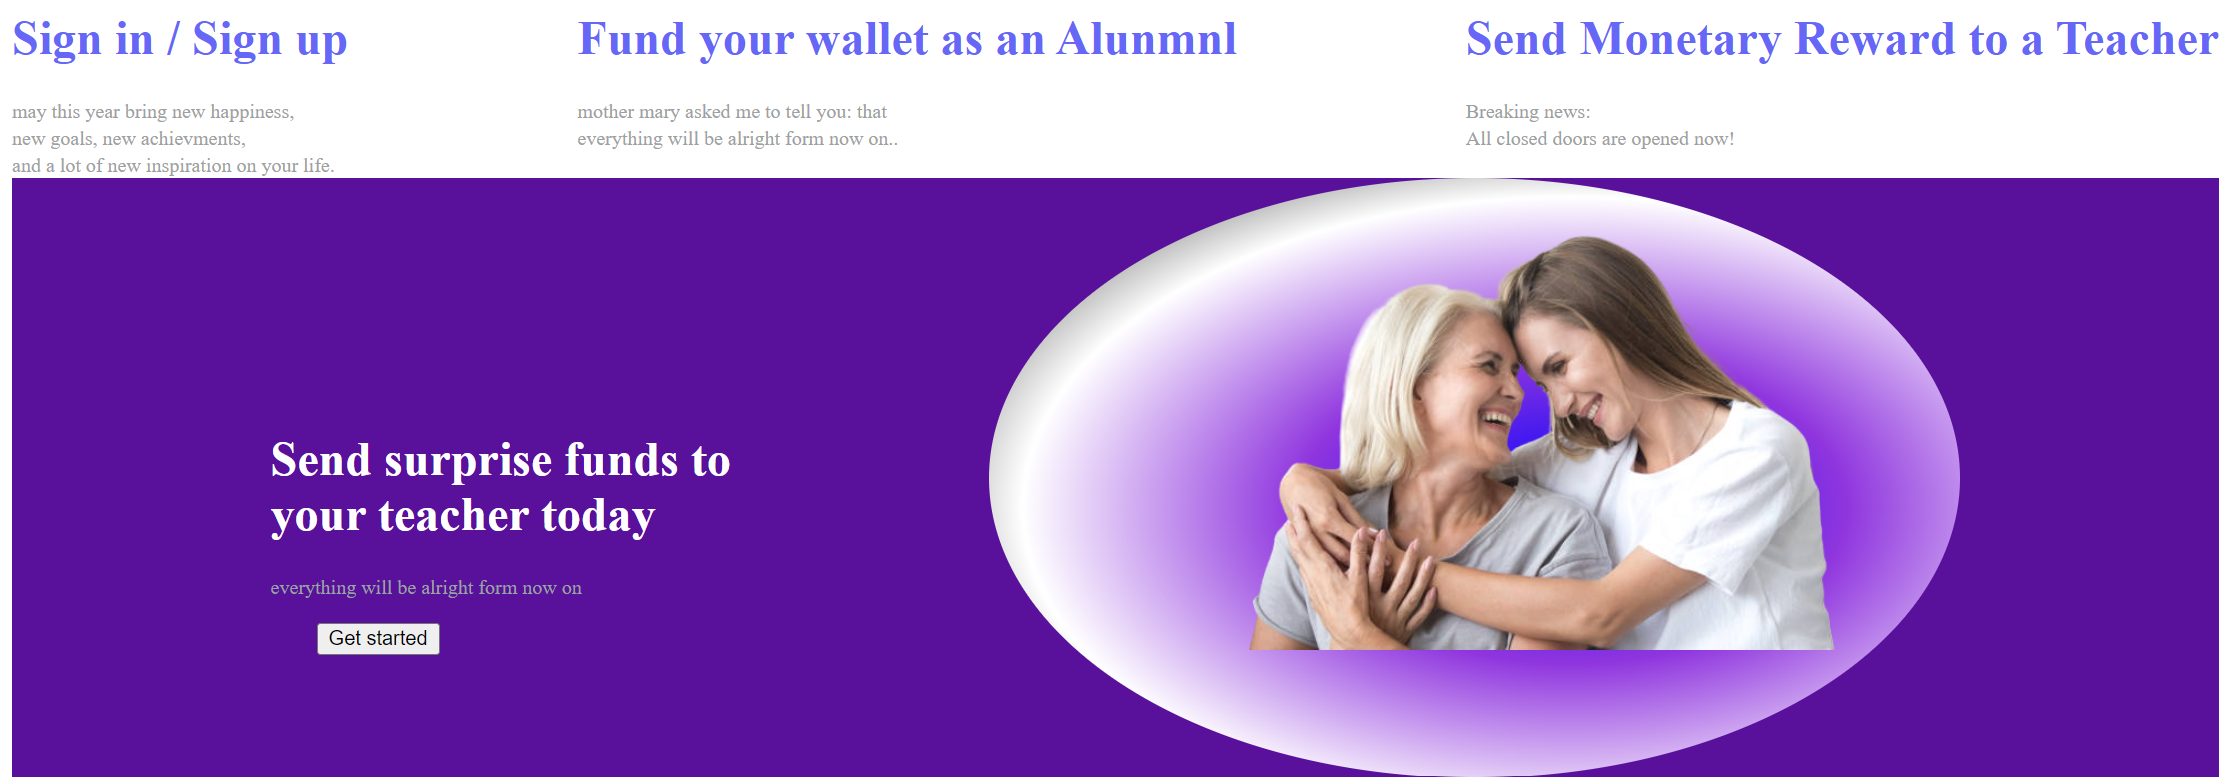 Sign in / Sign up
may this year bring new happiness,
new goals, new achievments,
and a lot of new inspiration on your life.
Fund your wallet as an Alunmnl
mother mary asked me to tell you: that
everything will be alright form now on..
Send Monetary Reward to a Teacher
Breaking news:
All closed doors are opened now!
Send surprise funds to
your teacher today
everything will be alright form now on
Get started